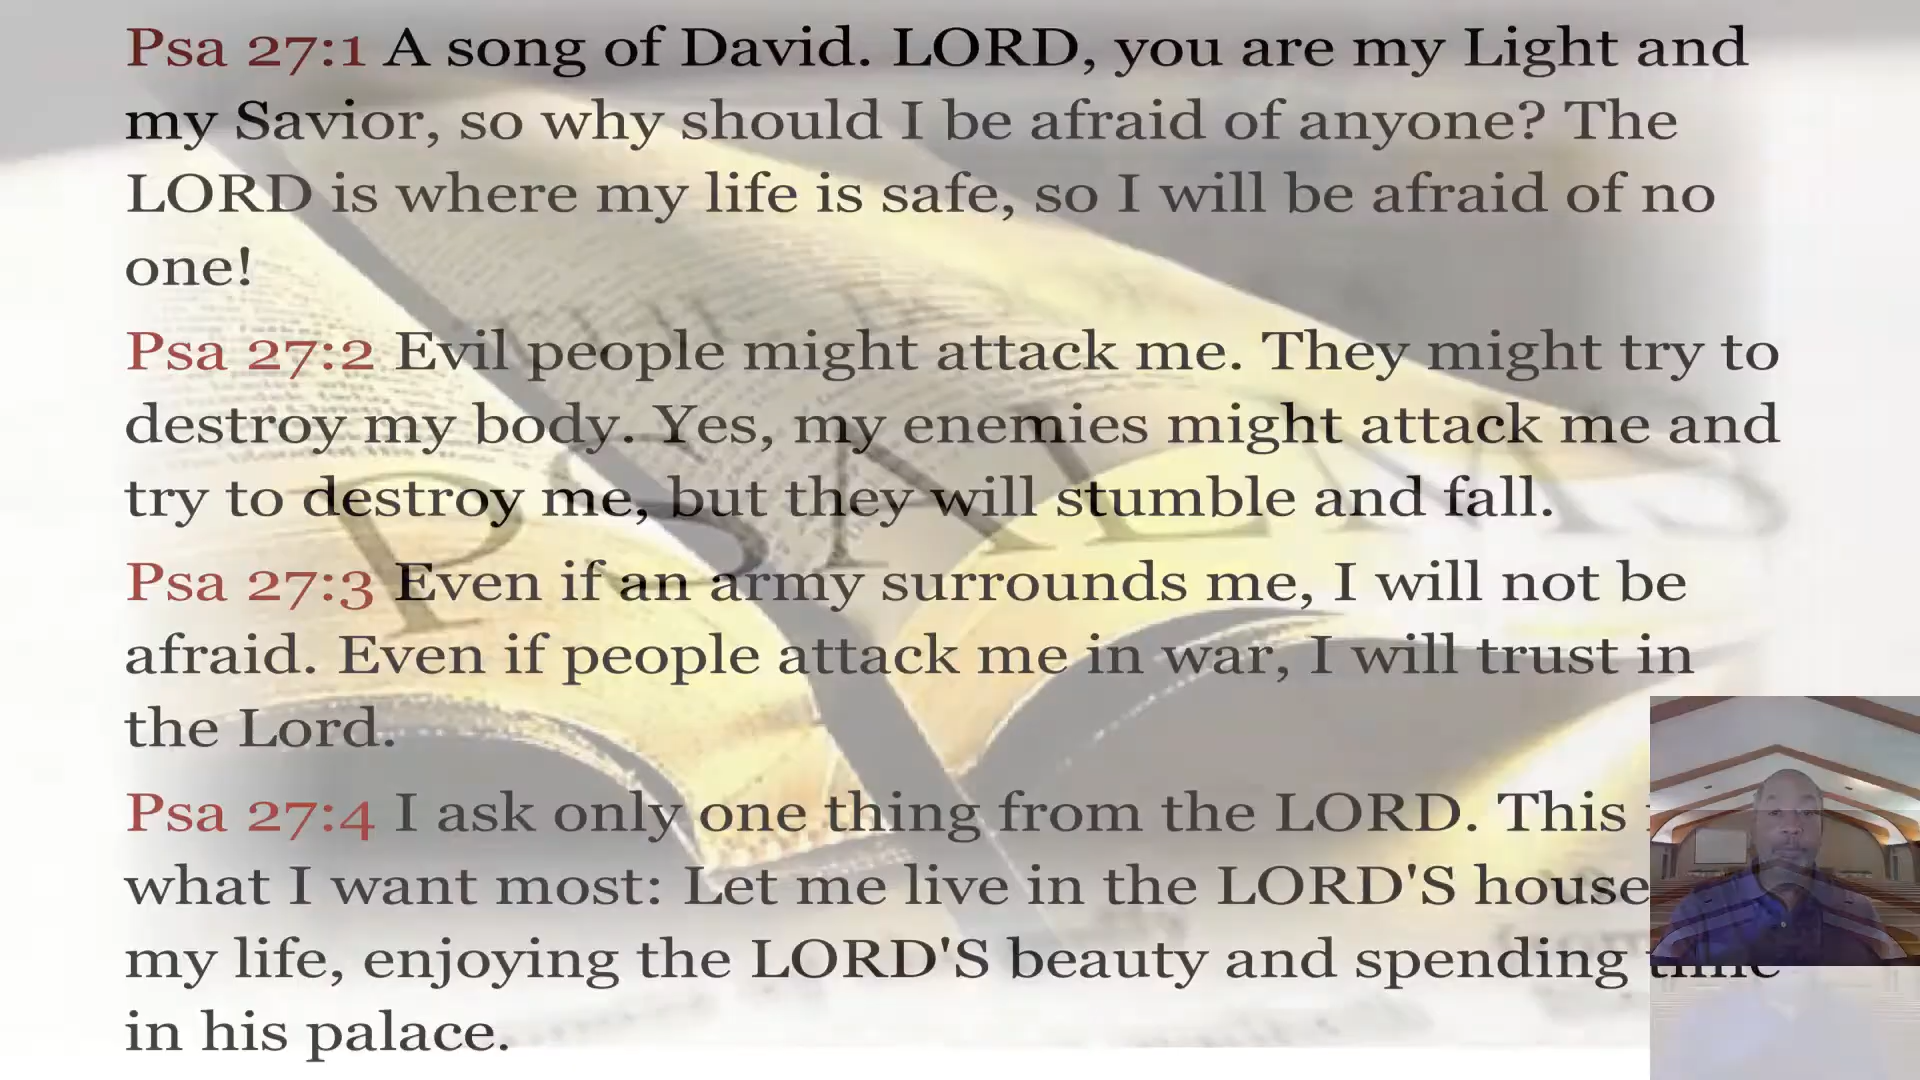 Psa 27:1 A song of David. LORD, you are my Light and
my Savior, so why should I be afraid of anyone? The
LORD is where my life is safe, so I will be afraid of no
one!
Psa 27:2 Evil people might attack me. They might try to
destroy my body. Yes, my enemies might attack me and
try to destroy me, but they will stumble and fall.
Psa 27:3 Even if an army surrounds me, I will not be
afraid. Even if people attack me in war, I will trust in
the Lord.
Psa 27:4 I ask only one thing from the LORD. This
what I want most: Let me live in the LORD'S house
my life, enjoying the LORD'S beauty and spending time
in his palace.
PSALMS